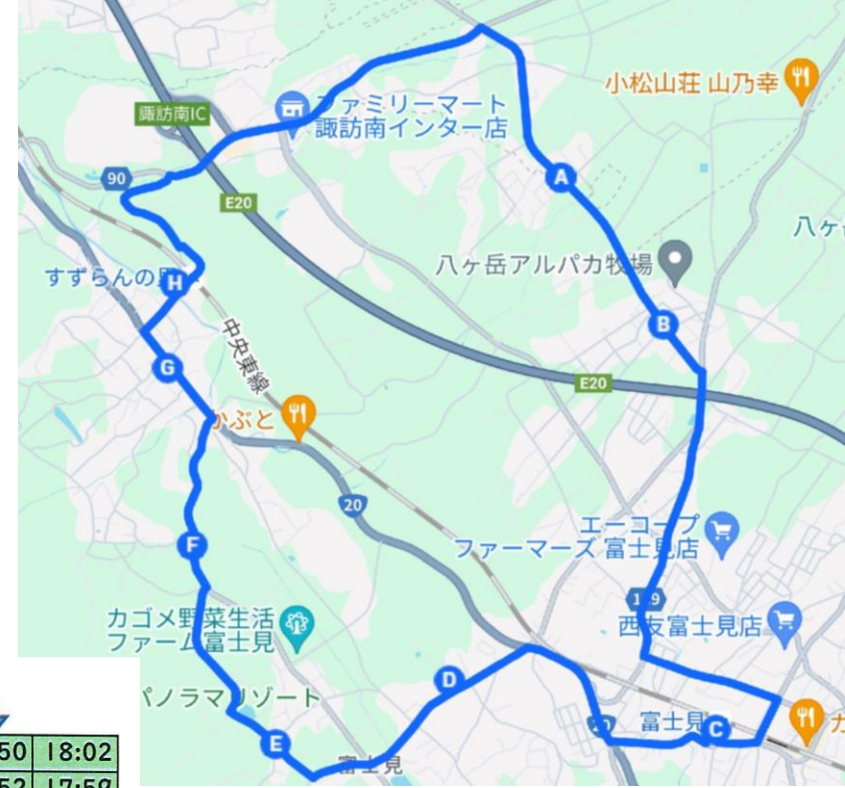 小松山荘 山乃幸
諏訪南IC
ファミリーマート
諏訪南インター店
90
A
E20
八ヶ
八ヶ岳アルパカ牧場
すずらんの
H
B
中央東線
G
E20
かぶと
20
エーコープ
ファーマーズ 富士見店
F
カゴメ野菜生活
ファーム富士見
西友富士見店
D
パノラマリゾート
富士見
C
カ
E
富士見
50 18:02
52 17:59